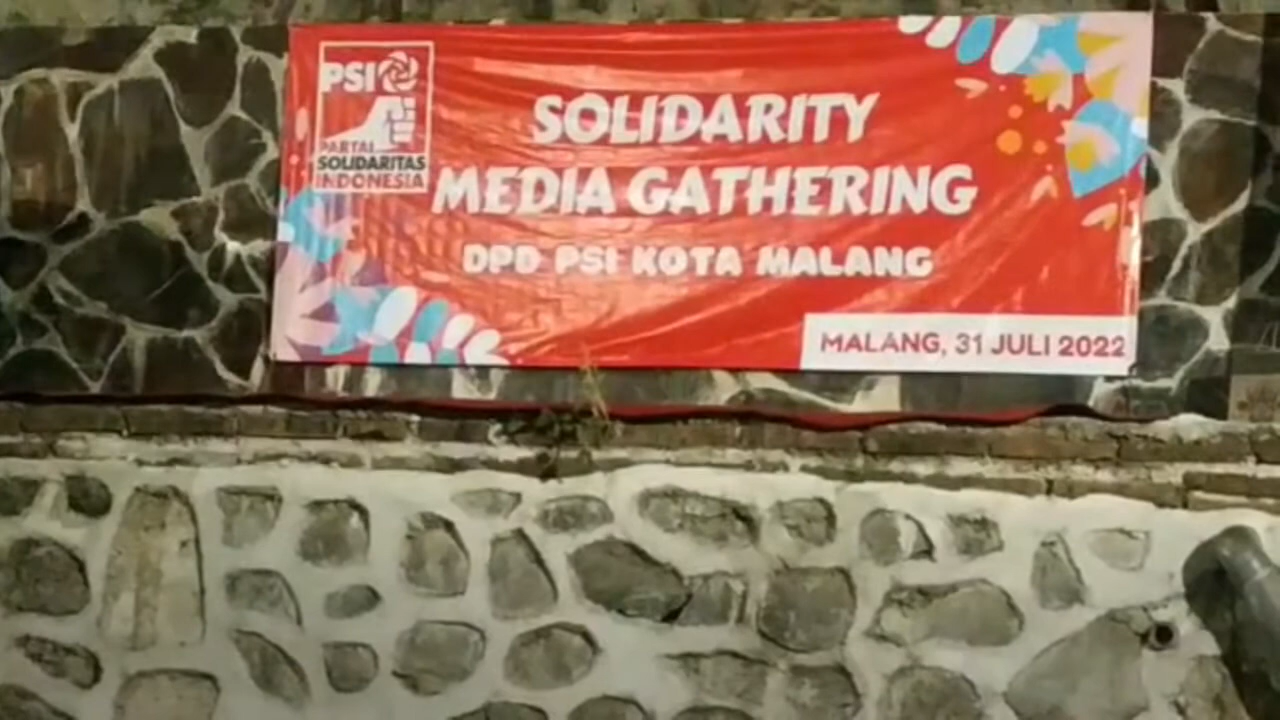 PSI
PARTAI
SOLIDARITAS
INDONESIA
SOLIDARITY
MEDIA GATHERING
DPD PSI KOTA MALANG
MALANG, 31 JULI 2022